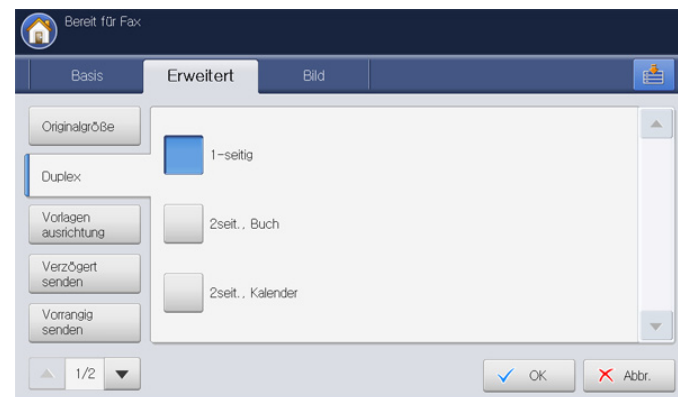 Bereit für Fax
Basis
Erweitert
Bild
Originalgröße
Duplex
Vorlagen
ausrichtung
Verzögert
senden
Vorrangig
senden
1/2
1-seitig
2seit., Buch
2seit., Kalender
OK
Abbr.